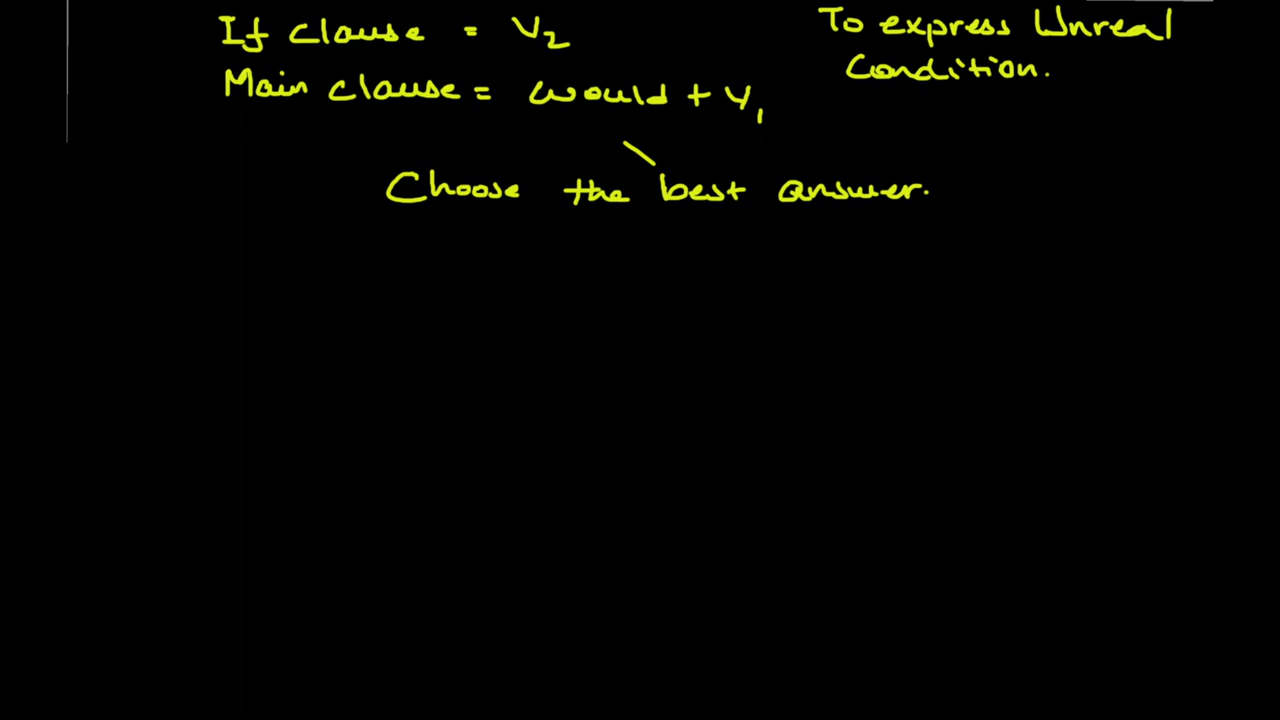 If clause = V2
Main clause = would + V1
To express Unreal
Condition.
Choose the best answer.